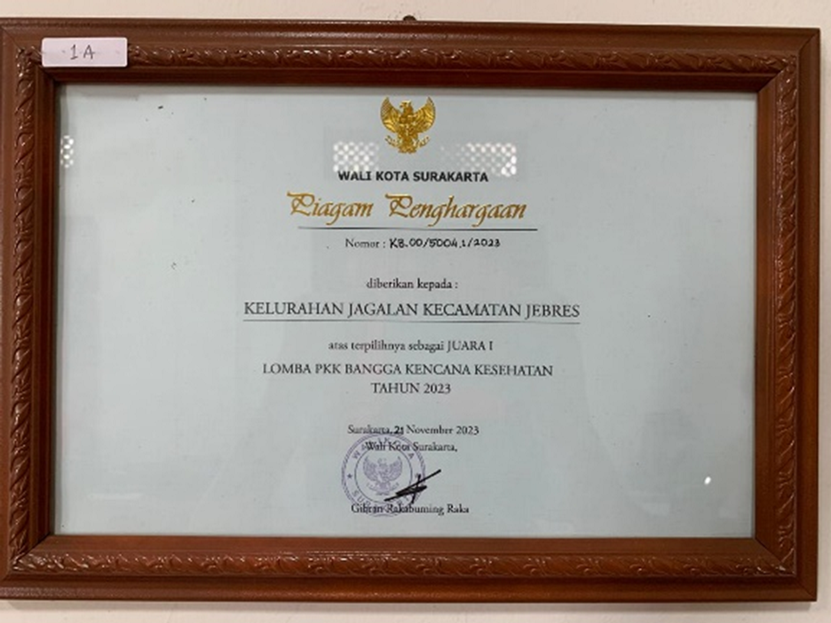 1A
WALI KOTA SURAKARTA
Piagam Penghargaan
Nomor : KB.00/5004.1/2023
diberikan kepada :
KELURAHAN JAGALAN KECAMATAN JEBRES
atas terpilihnya sebagai JUARA I
LOMBA PKK BANGGA KENCANA KESEHATAN
TAHUN 2023
Surakarta, 21 November 2023
Wali Kota Surakarta,
Gibran Rakabuming Raka